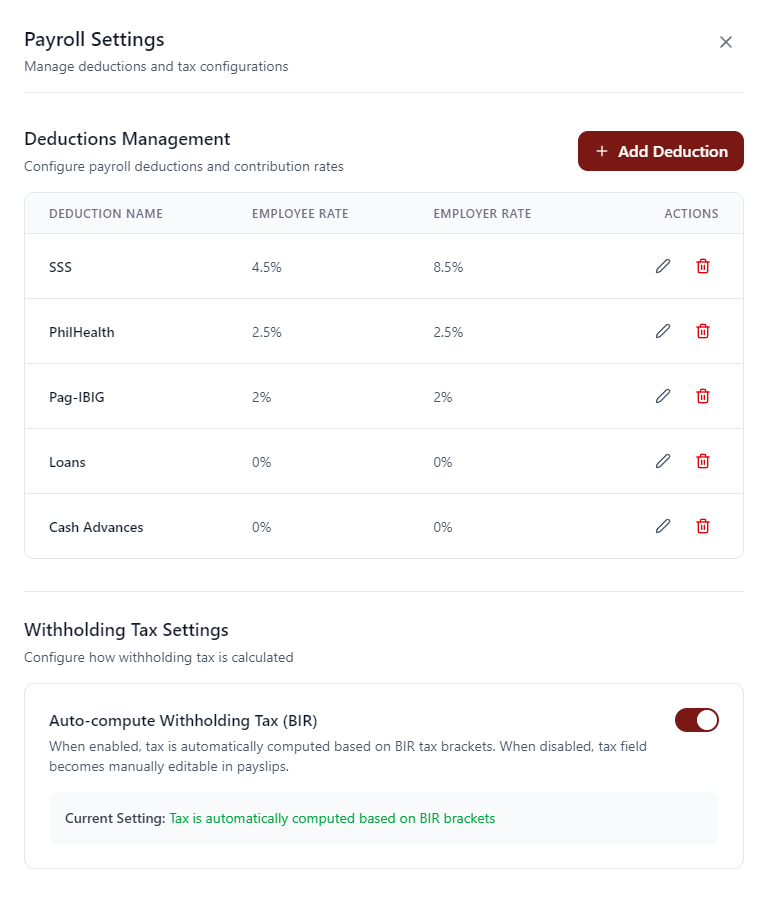 Payroll Settings
Manage deductions and tax configurations
Deductions Management
Configure payroll deductions and contribution rates
+ Add Deduction
DEDUCTION NAME EMPLOYEE RATE EMPLOYER RATE ACTIONS
SSS 4.5% 8.5%
PhilHealth 2.5% 2.5%
Pag-IBIG 2% 2%
Loans 0% 0%
Cash Advances 0% 0%
Withholding Tax Settings
Configure how withholding tax is calculated
Auto-compute Withholding Tax (BIR)
When enabled, tax is automatically computed based on BIR tax brackets. When disabled, tax field
becomes manually editable in payslips.
Current Setting: Tax is automatically computed based on BIR brackets